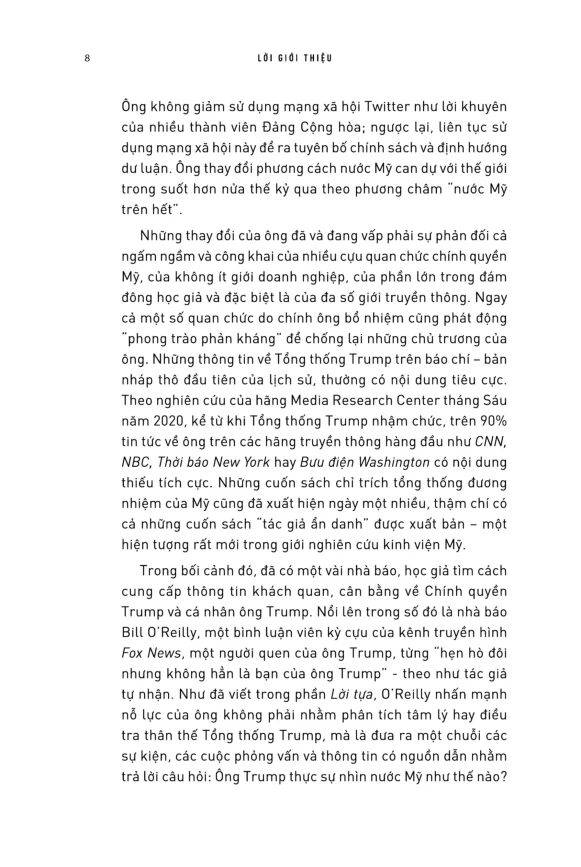 8
LỜI GIỚI THIỆU
Ông không giảm sử dụng mạng xã hội Twitter như lời khuyên
của nhiều thành viên Đảng Cộng hòa; ngược lại, liên tục sử
dụng mạng xã hội này để ra tuyên bố chính sách và định hướng
dư luận. Ông thay đổi phương cách nước Mỹ can dự với thế giới
trong suốt hơn nửa thế kỷ qua theo phương châm “nước Mỹ
trên hết”.
Những thay đổi của ông đã và đang vấp phải sự phản đối cả
ngấm ngầm và công khai của nhiều cựu quan chức chính quyền
Mỹ, của không ít giới doanh nghiệp, của phần lớn trong đám
đông học giả và đặc biệt là của đa số giới truyền thông. Ngay
cả một số quan chức do chính ông bổ nhiệm cũng phát động
“phong trào phản kháng” để chống lại những chủ trương của
ông. Những thông tin về Tổng thống Trump trên báo chí – bản
nháp thô đầu tiên của lịch sử, thường có nội dung tiêu cực.
Theo nghiên cứu của hãng Media Research Center tháng Sáu
năm 2020, kể từ khi Tổng thống Trump nhậm chức, trên 90%
tin tức về ông trên các hãng truyền thông hàng đầu như CNN,
NBC, Thời báo New York hay Bưu điện Washington có nội dung
thiếu tích cực. Những cuốn sách chỉ trích tổng thống đương
nhiệm của Mỹ cũng đã xuất hiện ngày một nhiều, thậm chí có
cả những cuốn sách “tác giả ẩn danh” được xuất bản – một
hiện tượng rất mới trong giới nghiên cứu kinh viện Mỹ.
Trong bối cảnh đó, đã có một vài nhà báo, học giả tìm cách
cung cấp thông tin khách quan, cân bằng về Chính quyền
Trump và cá nhân ông Trump. Nổi lên trong số đó là nhà báo
Bill O’Reilly, một bình luận viên kỳ cựu của kênh truyền hình
Fox News, một người quen của ông Trump, từng “hẹn hò đôi
nhưng không hẳn là bạn của ông Trump” - theo như tác giả
tự nhận. Như đã viết trong phần Lời tựa, O’Reilly nhấn mạnh
nỗ lực của ông không phải nhằm phân tích tâm lý hay điều
tra thân thế Tổng thống Trump, mà là đưa ra một chuỗi các
sự kiện, các cuộc phỏng vấn và thông tin có nguồn dẫn nhằm
trả lời câu hỏi: Ông Trump thực sự nhìn nước Mỹ như thế nào?